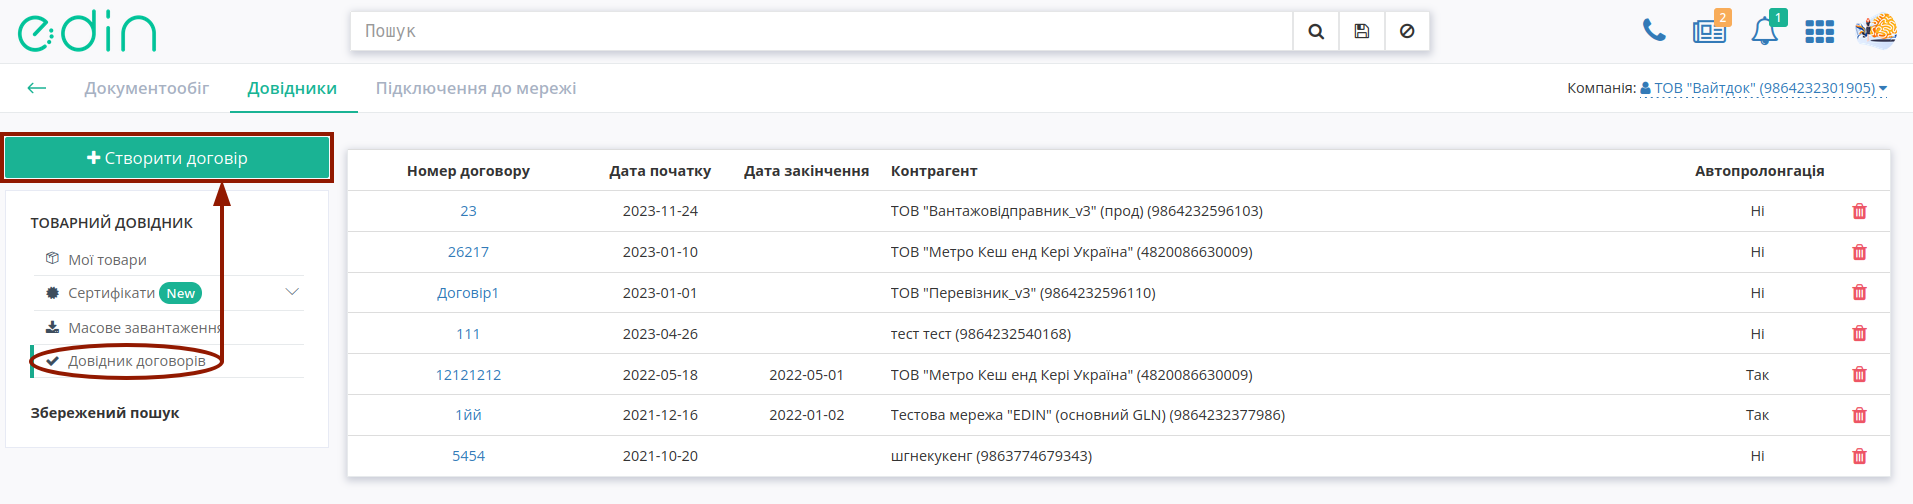 edin
Пошук
2
1
Документообіг Довідники Підключення до мережі
Компанія: ТОВ "Вайтдок" (9864232301905)
Створити договір
ТОВАРНИЙ ДОВІДНИК
Мої товари
Сертифікати New
Масове завантаження
Довідник договорів
Збережений пошук
Номер договору Дата початку Дата закінчення Контрагент Автопролонгація
23 2023-11-24 ТОВ "Вантажовідправник_v3" (прод) (9864232596103) Ні
26217 2023-01-10 ТОВ "Метро Кеш енд Кері Україна" (4820086630009) Ні
Договір1 2023-01-01 ТОВ "Перевізник_v3" (9864232596110) Ні
111 2023-04-26 тест тест (9864232540168) Ні
12121212 2022-05-18 2022-05-01 ТОВ "Метро Кеш енд Кері Україна" (4820086630009) Так
1йй 2021-12-16 2022-01-02 Тестова мережа "EDIN" (основний GLN) (9864232377986) Так
5454 2021-10-20 шгнекукенг (9863774679343) Ні